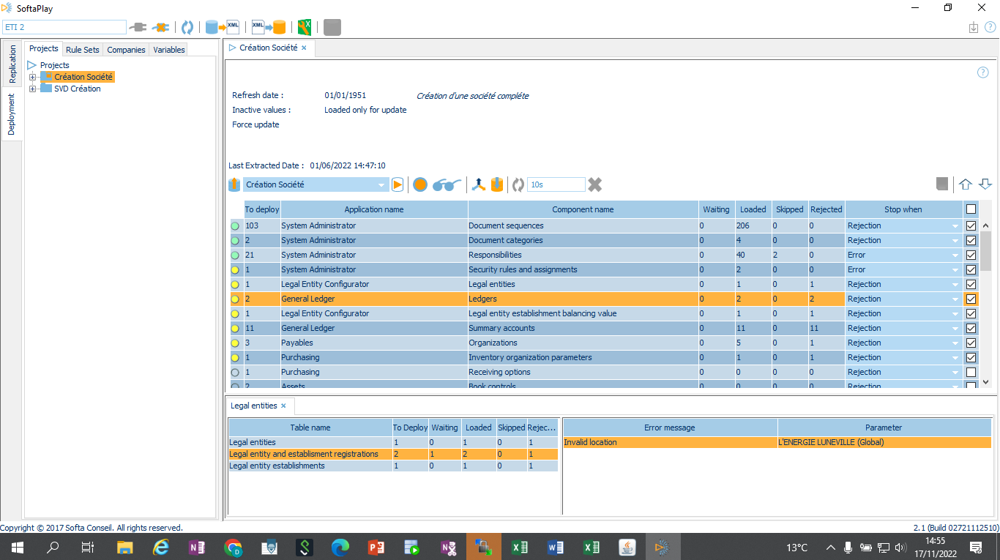 SoftaPlay
ETI 2
XML XML X
Replication
Deployment
Projects Rule Sets Companies Variables
Projects
Création Société
SVD Création
Création Société
Refresh date : 01/01/1951 Création d'une société complète
Inactive values : Loaded only for update
Force update
Last Extracted Date : 01/06/2022 14:47:10
Création Société 10s
To deploy Application name Component name Waiting Loaded Skipped Rejected Stop when
103 System Administrator Document sequences 0 206 0 0 Rejection
2 System Administrator Document categories 0 4 0 0 Rejection
21 System Administrator Responsibilities 0 40 2 0 Error
1 System Administrator Security rules and assignments 0 2 0 0 Error
1 Legal Entity Configurator Legal entities 0 1 0 1 Rejection
2 General Ledger Ledgers 0 2 0 2 Rejection
1 Legal Entity Configurator Legal entity establishment balancing value 0 1 0 1 Rejection
11 General Ledger Summary accounts 0 11 0 11 Rejection
3 Payables Organizations 0 5 0 1 Rejection
1 Purchasing Inventory organization parameters 0 1 0 1 Rejection
1 Purchasing Receiving options 0 0 0 0 Rejection
2 Assets Book controls 0 0 0 0 Rejection
Legal entities
Table name To Deploy Waiting Loaded Skipped Rejec... Error message Parameter
Legal entities 1 0 1 0 1 Invalid location L'ENERGIE LUNEVILLE (Global)
Legal entity and establisment registrations 2 1 2 0 1
Legal entity establishments 1 0 1 0 1
Copyright © 2017 Softa Conseil. All rights reserved. 2.1 (Build 02721112510)
13°C 14:55
17/11/2022